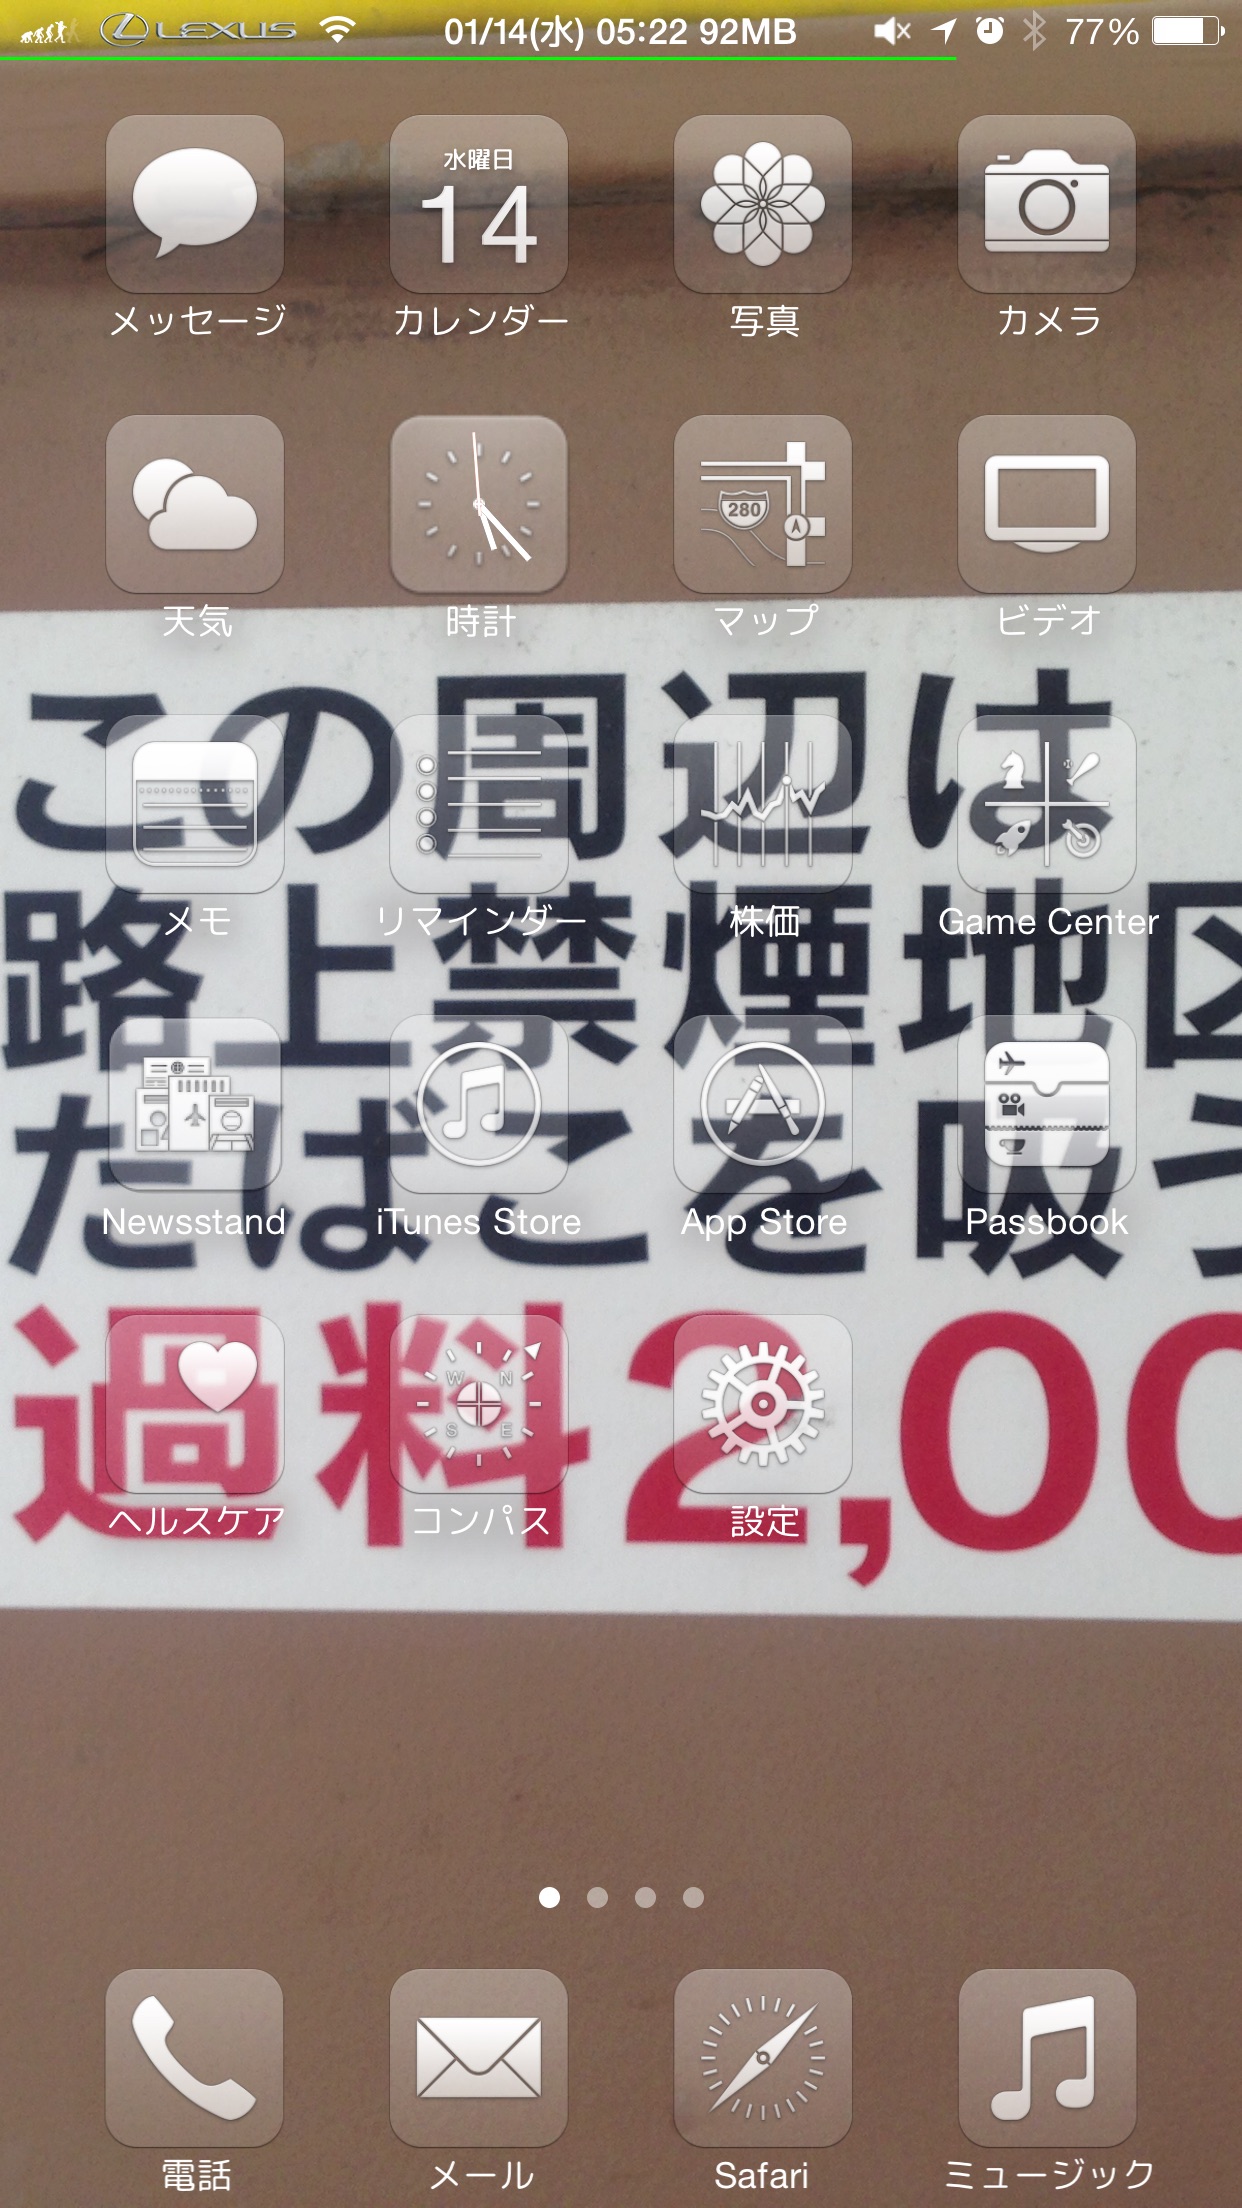 LEXUS 01/14(水) 05:22 92MB 77%
水曜日
14
メッセージ カレンダー 写真 カメラ
280
天気 時計 マップ ビデオ
この周辺は
メモ リマインダー 株価 Game Center
路上禁煙地区
たばこを吸う
Newsstand iTunes Store App Store Passbook
過料2,00
W N
S E
ヘルスケア コンパス 設定
電話 メール Safari ミュージック